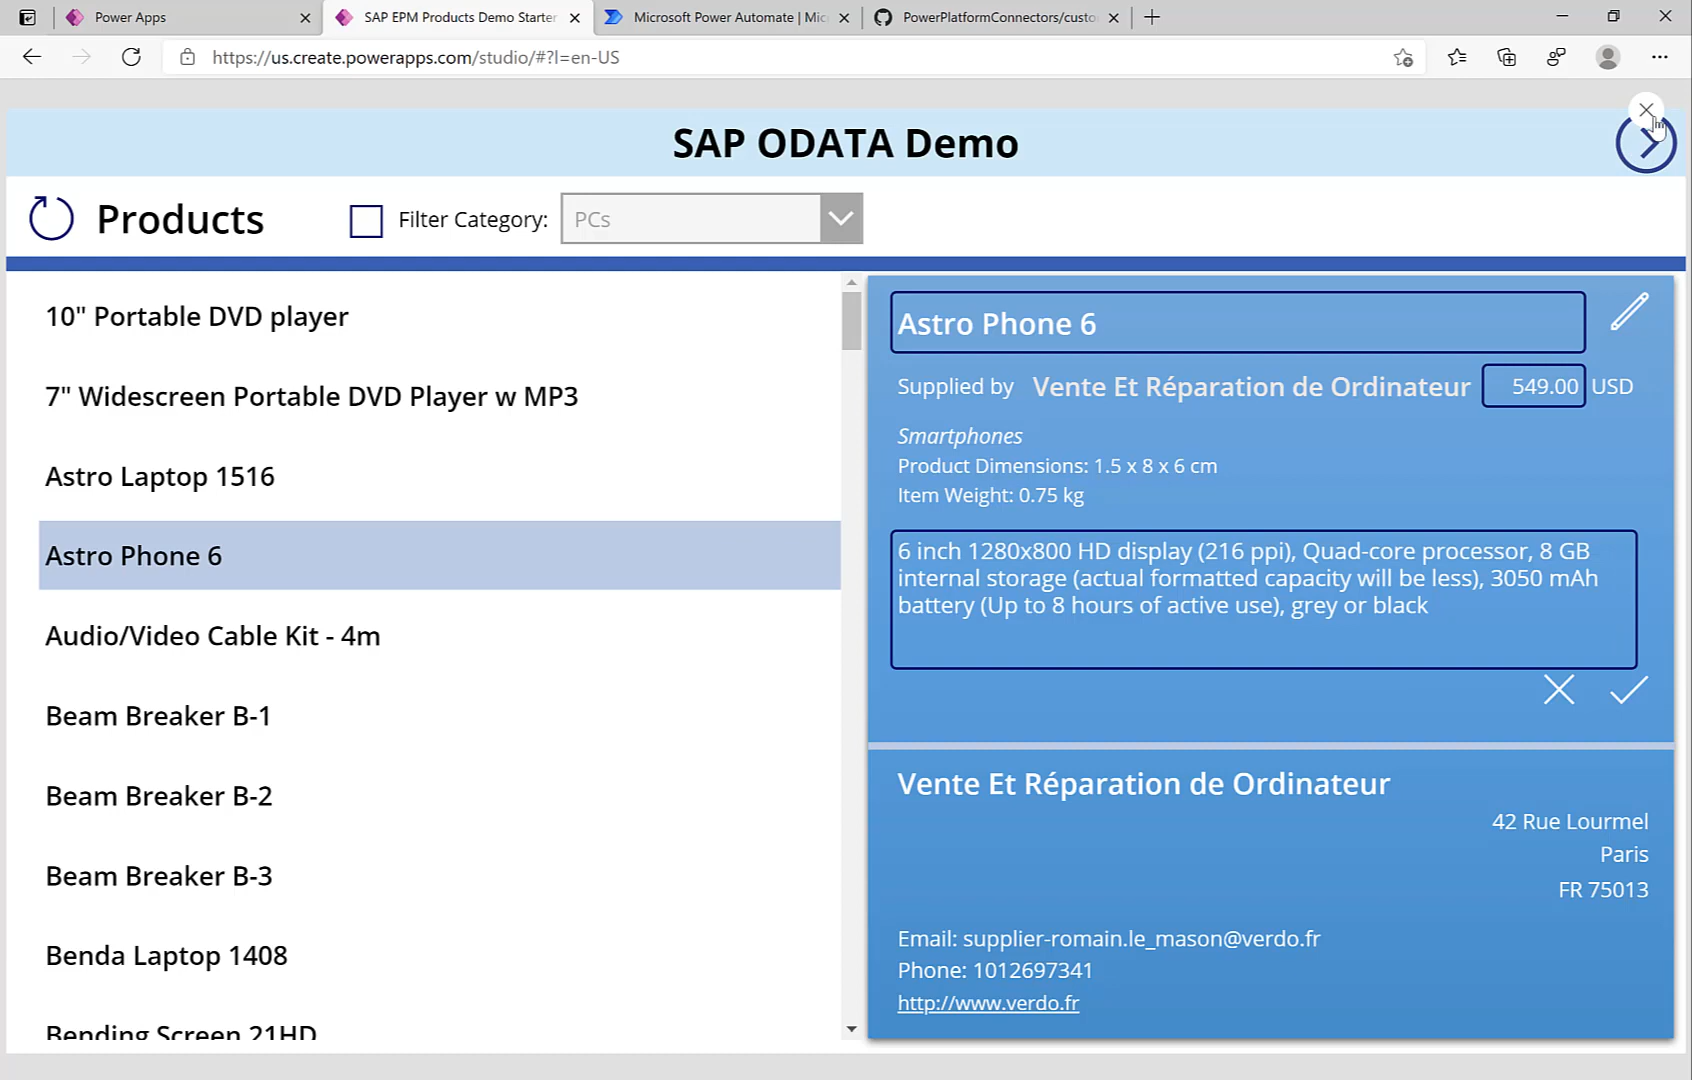 Power Apps
SAP EPM Products Demo Starter
Microsoft Power Automate | Mic
PowerPlatformConnectors/custo
https://us.create.powerapps.com/studio/#?l=en-US
SAP ODATA Demo
Products
Filter Category:
PCs
10" Portable DVD player
7" Widescreen Portable DVD Player w MP3
Astro Laptop 1516
Astro Phone 6
Audio/Video Cable Kit - 4m
Beam Breaker B-1
Beam Breaker B-2
Beam Breaker B-3
Benda Laptop 1408
Bending Screen 21HD
Astro Phone 6
Supplied by Vente Et Réparation de Ordinateur 549.00 USD
Smartphones
Product Dimensions: 1.5 x 8 x 6 cm
Item Weight: 0.75 kg
6 inch 1280x800 HD display (216 ppi), Quad-core processor, 8 GB
internal storage (actual formatted capacity will be less), 3050 mAh
battery (Up to 8 hours of active use), grey or black
Vente Et Réparation de Ordinateur
42 Rue Lourmel
Paris
FR 75013
Email: supplier-romain.le_mason@verdo.fr
Phone: 1012697341
http://www.verdo.fr